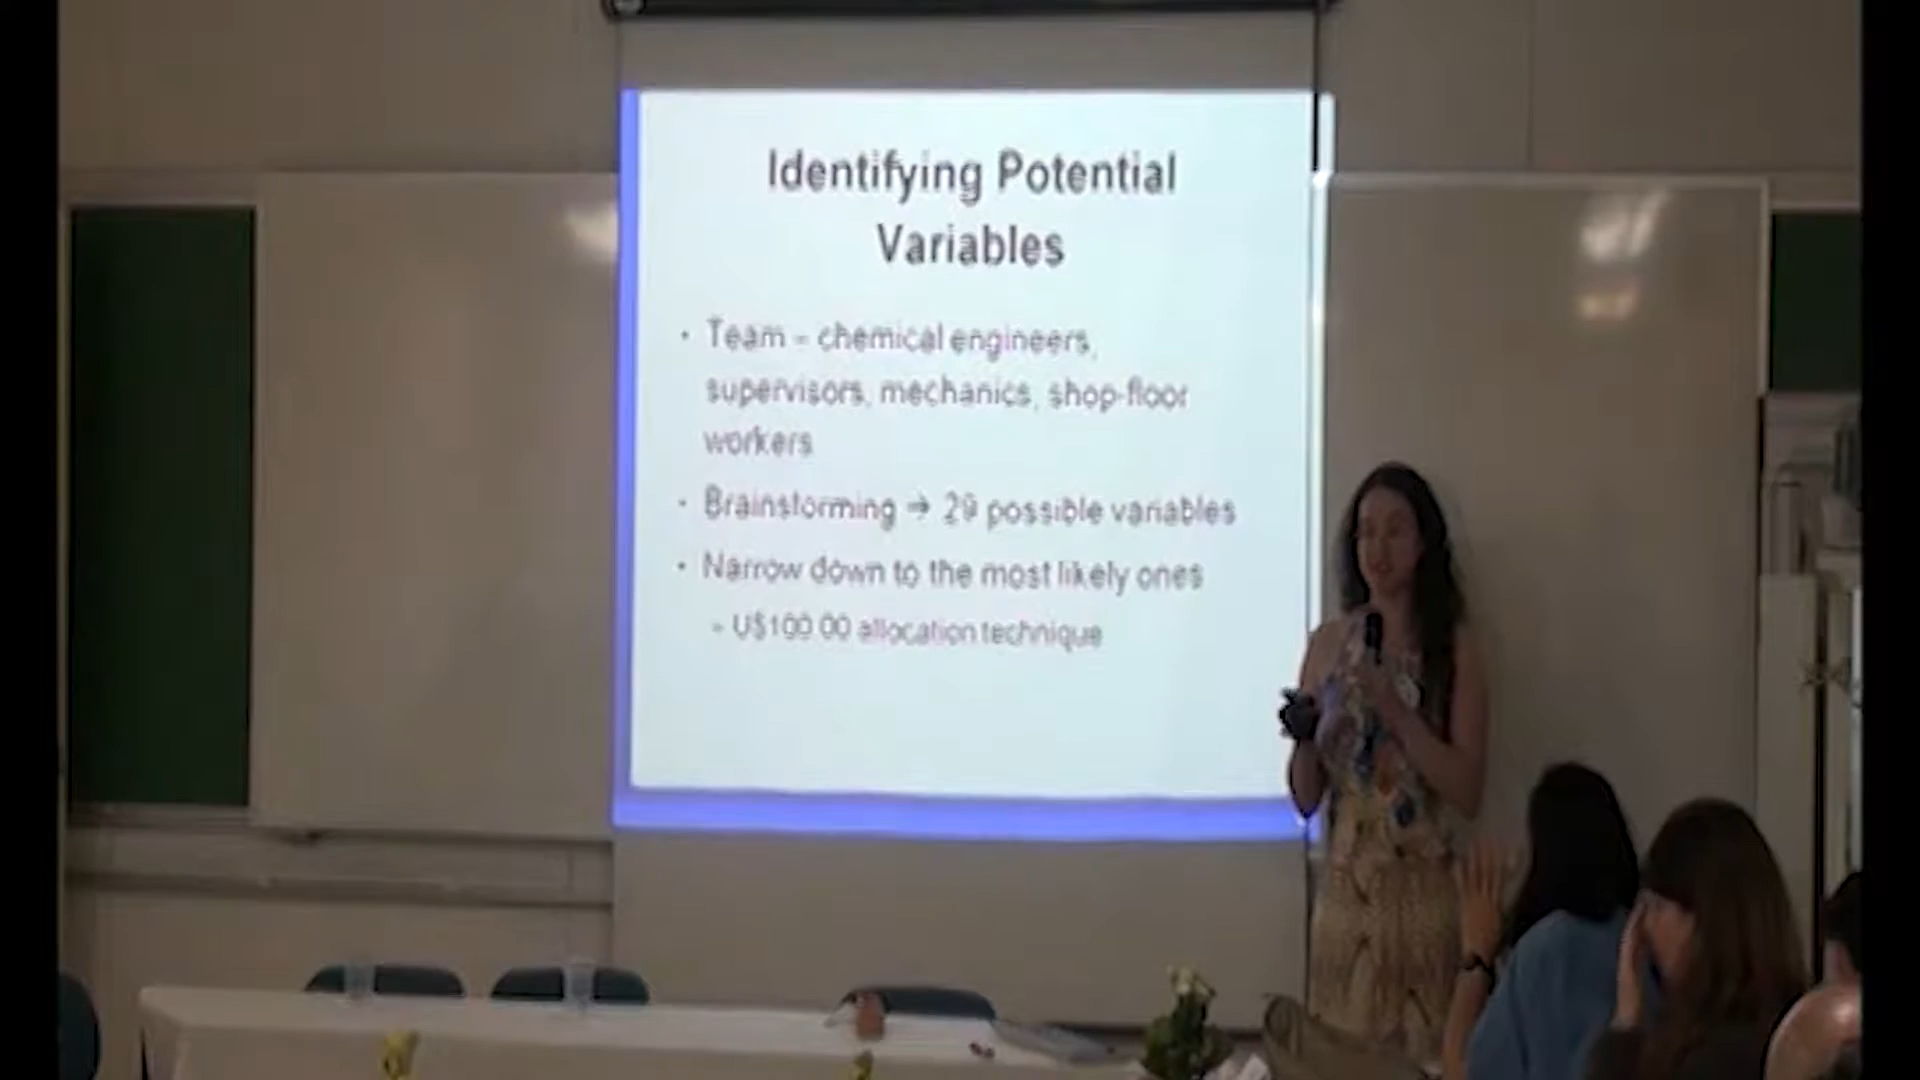 Identifying Potential
Variables
• Team – chemical engineers,
supervisors, mechanics, shop-floor
workers
• Brainstorming → 29 possible variables
• Narrow down to the most likely ones
– U$100.00 allocation technique